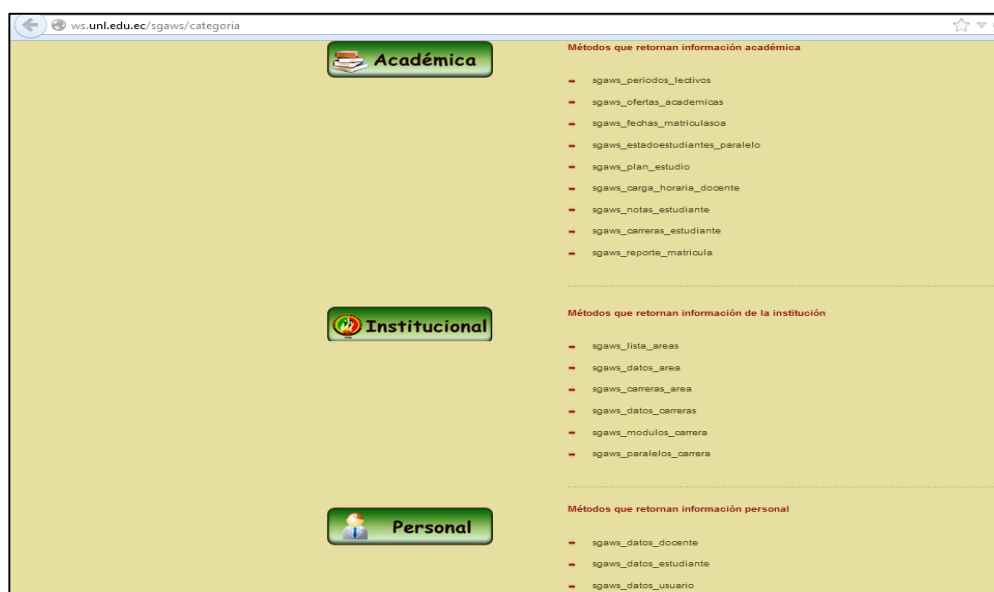 ws.unl.edu.ec/sgaws/categoria
Académica
Métodos que retornan información académica
sgaws_periodos_lectivos
sgaws_ofertas_academicas
sgaws_fechas_matriculasoa
sgaws_estadoestudiantes_paralelo
sgaws_plan_estudio
sgaws_carga_horaria_docente
sgaws_notas_estudiante
sgaws_carreras_estudiante
sgaws_reporte_matricula
Institucional
Métodos que retornan información de la institución
sgaws_lista_areas
sgaws_datos_area
sgaws_carreras_area
sgaws_datos_carreras
sgaws_modulos_carrera
sgaws_paralelos_carrera
Personal
Métodos que retornan información personal
sgaws_datos_docente
sgaws_datos_estudiante
sgaws_datos_usuario